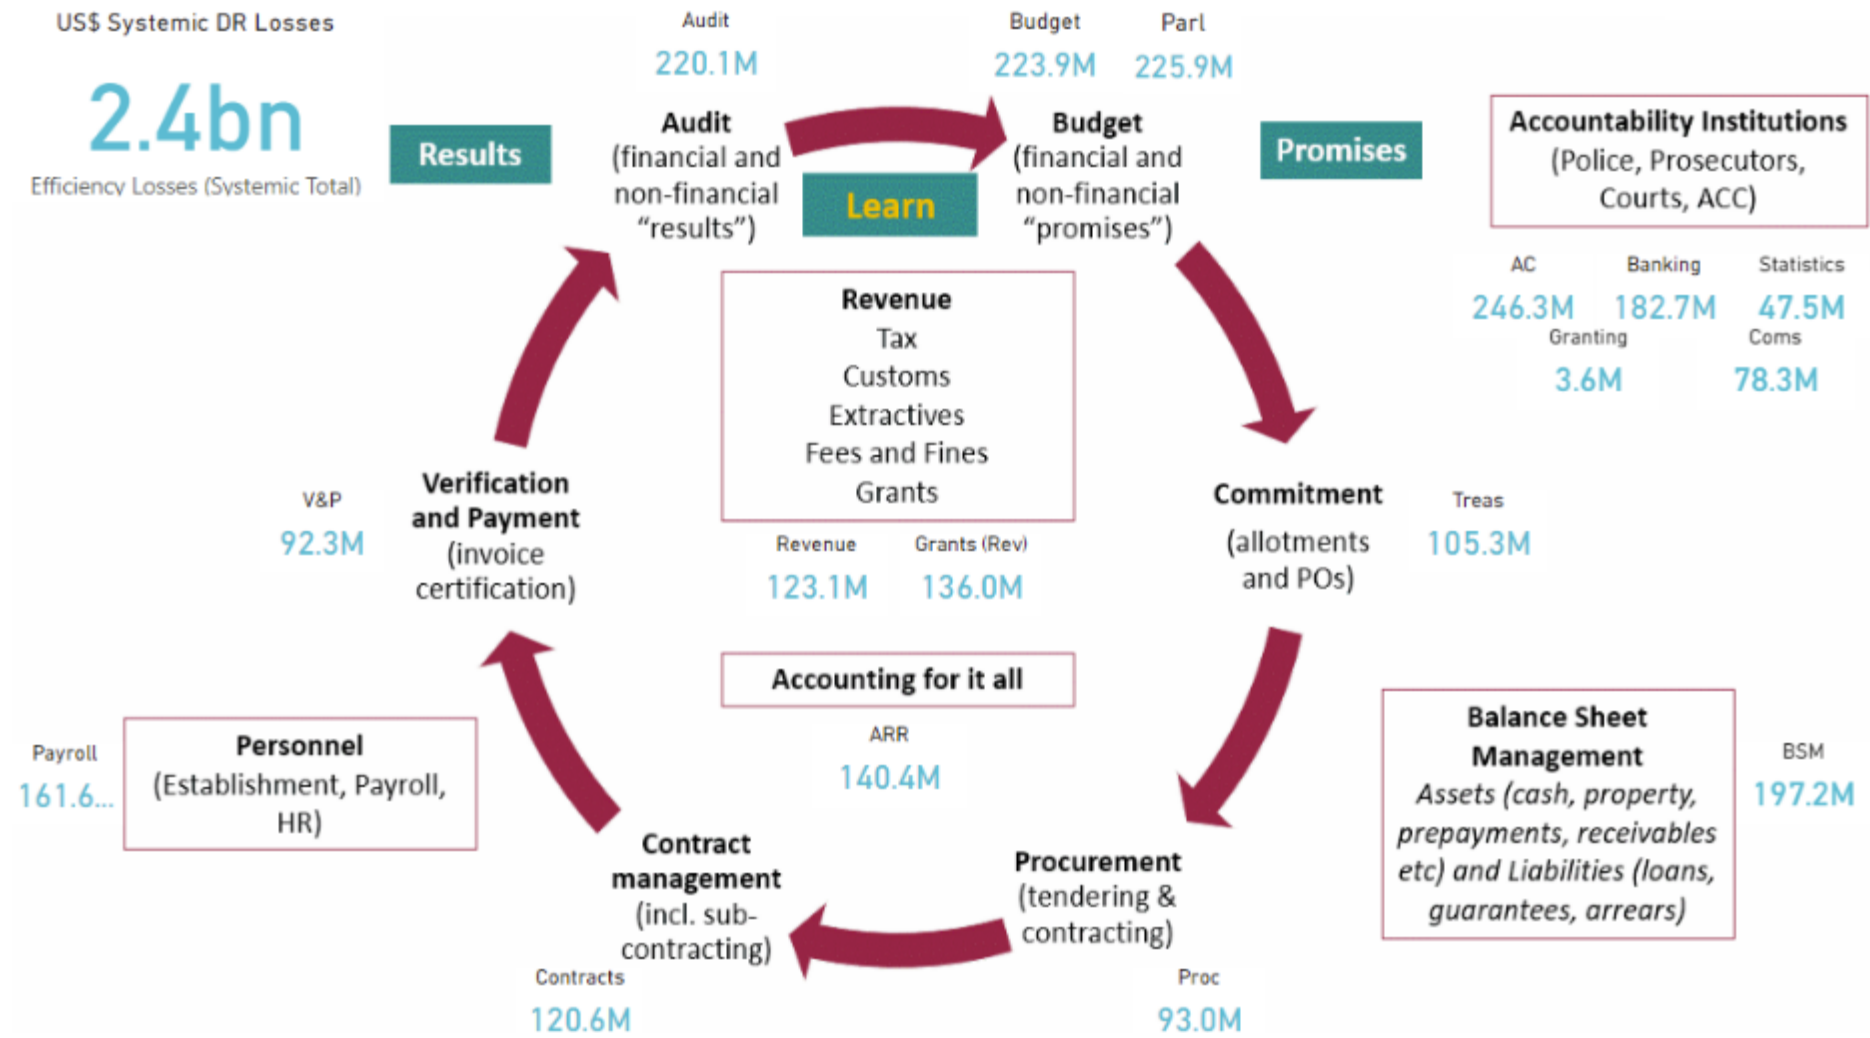 US$ Systemic DR Losses
2.4bn
Efficiency Losses (Systemic Total)
Results
Audit
220.1M
Audit
(financial and
non-financial
“results”)
Learn
Budget
223.9M
Parl
225.9M
Budget
(financial and
non-financial
“promises”)
Promises
Accountability Institutions
(Police, Prosecutors,
Courts, ACC)
AC
246.3M
Banking
182.7M
Statistics
47.5M
Granting
3.6M
Coms
78.3M
Revenue
Tax
Customs
Extractives
Fees and Fines
Grants
Revenue
123.1M
Grants (Rev)
136.0M
V&P
92.3M
Verification
and Payment
(invoice
certification)
Commitment
(allotments
and POs)
Treas
105.3M
Accounting for it all
ARR
140.4M
Payroll
161.6...
Personnel
(Establishment, Payroll,
HR)
Balance Sheet
Management
Assets (cash, property,
prepayments, receivables
etc) and Liabilities (loans,
guarantees, arrears)
BSM
197.2M
Contract
management
(incl. sub-
contracting)
Contracts
120.6M
Procurement
(tendering &
contracting)
Proc
93.0M